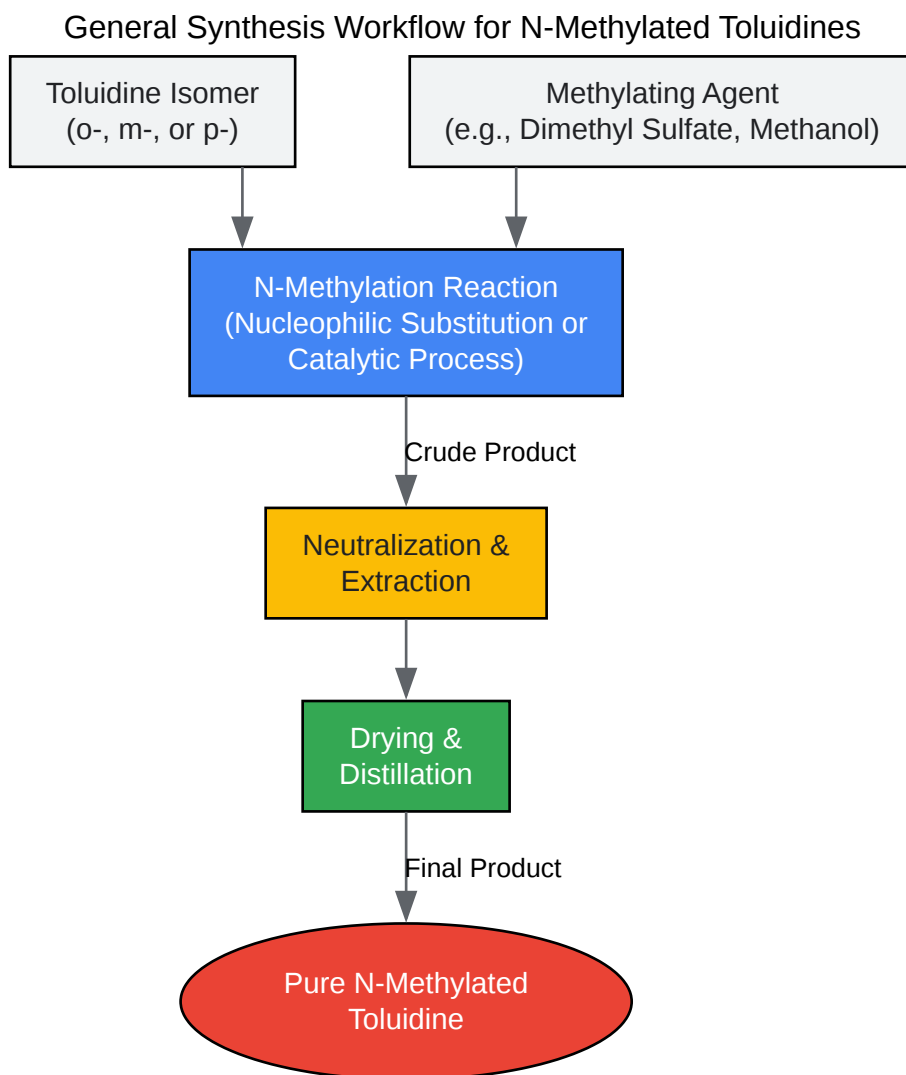 General Synthesis Workflow for N-Methylated Toluidines
Toluidine Isomer
(o-, m-, or p-)
Methylating Agent
(e.g., Dimethyl Sulfate, Methanol)
N-Methylation Reaction
(Nucleophilic Substitution or
Catalytic Process)
Crude Product
Neutralization &
Extraction
Drying &
Distillation
Final Product
Pure N-Methylated
Toluidine